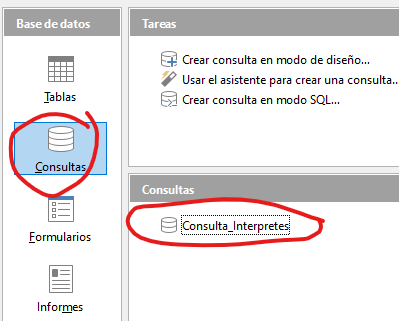 Base de datos
Tablas
Consultas
Formularios
Informes
Tareas
Crear consulta en modo de diseño...
Usar el asistente para crear una consulta...
Crear consulta en modo SQL...
Consultas
Consulta_Interpretes